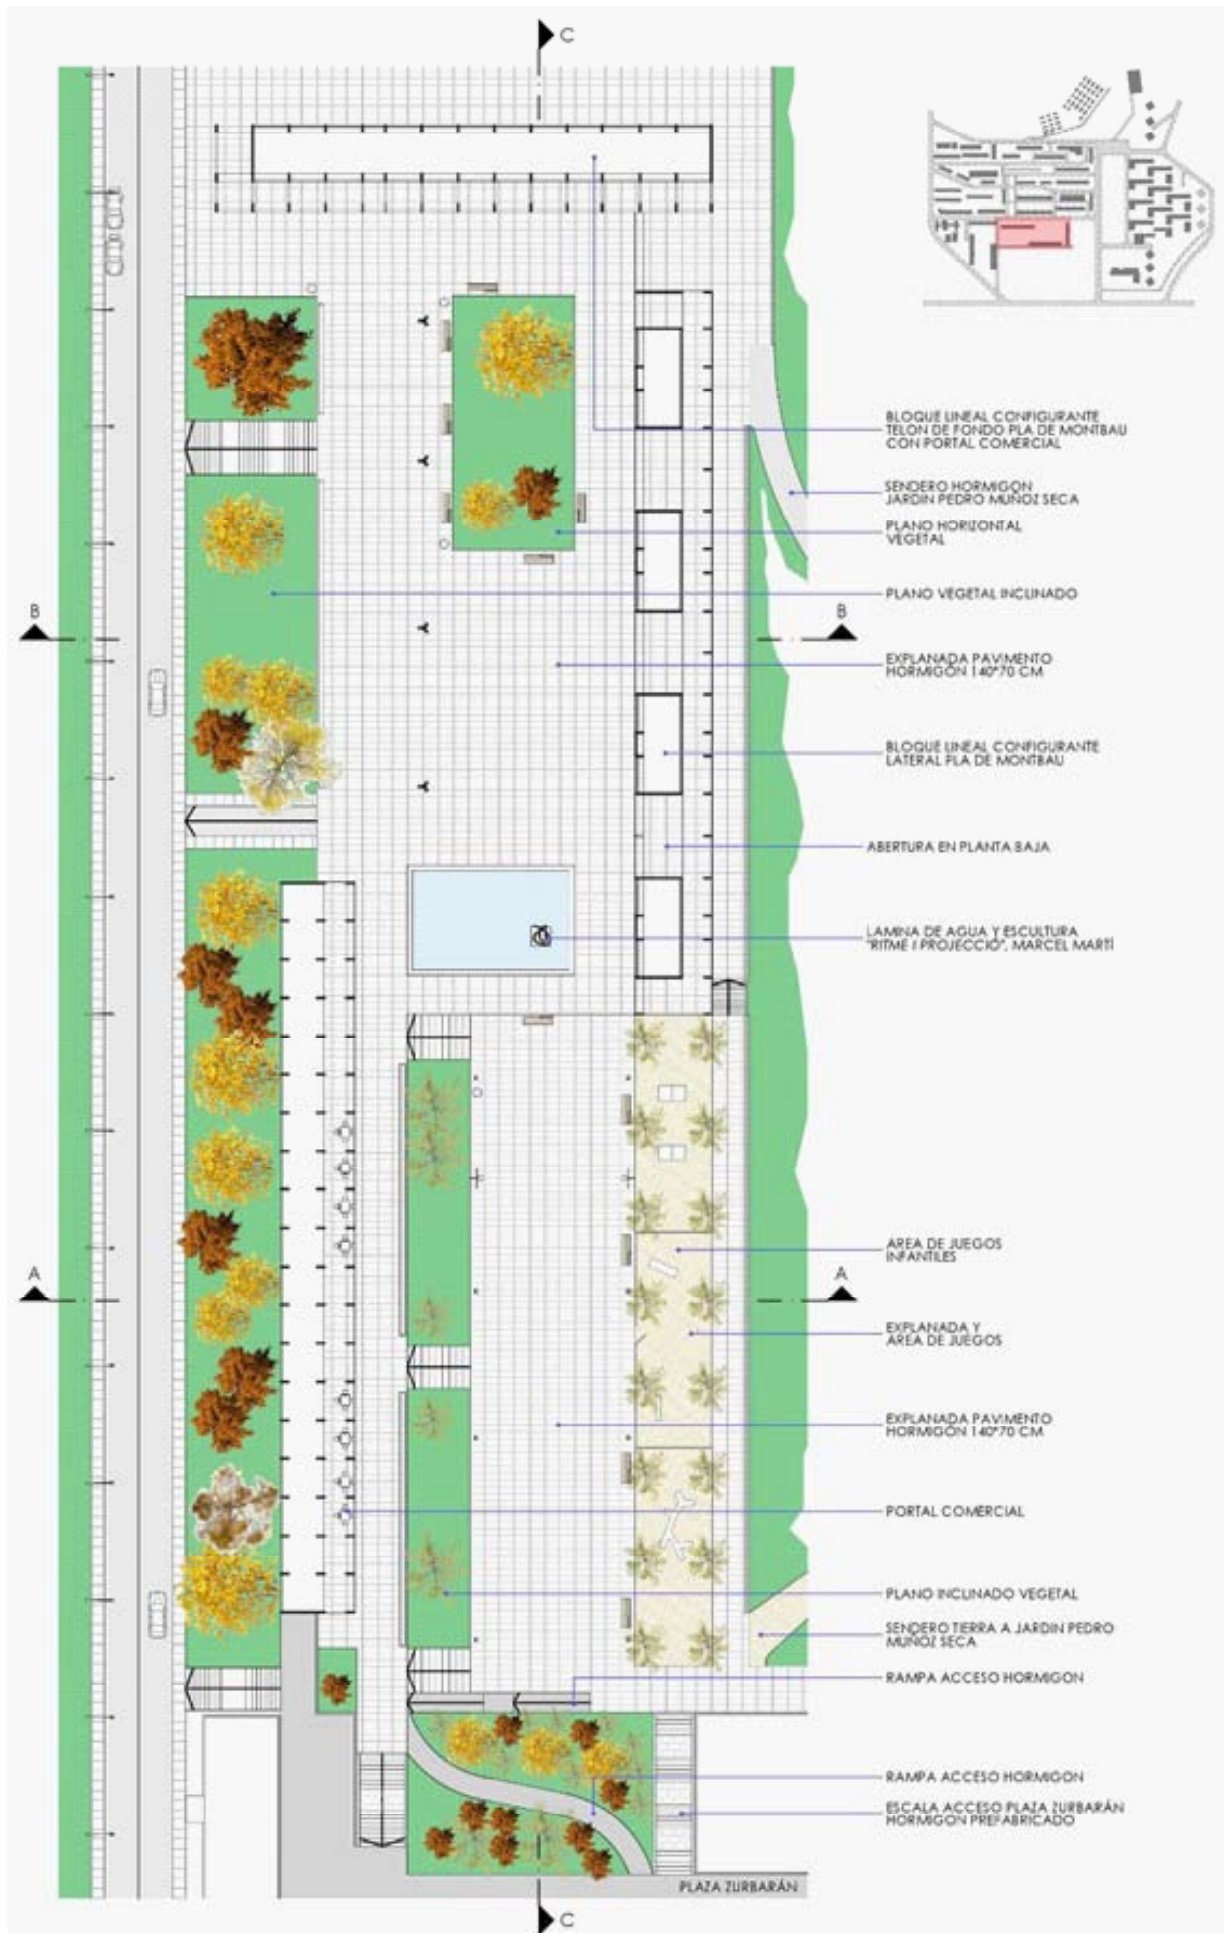 C
BLOQUE LINEAL CONFIGURANTE
TELON DE FONDO PLA DE MONTBAU
CON PORTAL COMERCIAL
SENDERO HORMIGON
JARDIN PEDRO MUÑOZ SECA
PLANO HORIZONTAL
VEGETAL
PLANO VEGETAL INCLINADO
B
B
EXPLANADA PAVIMENTO
HORMIGÓN 140*70 CM
BLOQUE LINEAL CONFIGURANTE
LATERAL PLA DE MONTBAU
ABERTURA EN PLANTA BAJA
LAMINA DE AGUA Y ESCULTURA
"RITME I PROJECCIÓ", MARCEL MARTÍ
AREA DE JUEGOS
INFANTILES
A
A
EXPLANADA Y
AREA DE JUEGOS
EXPLANADA PAVIMENTO
HORMIGÓN 140*70 CM
PORTAL COMERCIAL
PLANO INCLINADO VEGETAL
SENDERO TIERRA A JARDIN PEDRO
MUÑOZ SECA
RAMPA ACCESO HORMIGON
RAMPA ACCESO HORMIGON
ESCALA ACCESO PLAZA ZURBARÁN
HORMIGON PREFABRICADO
PLAZA ZURBARÁN
C